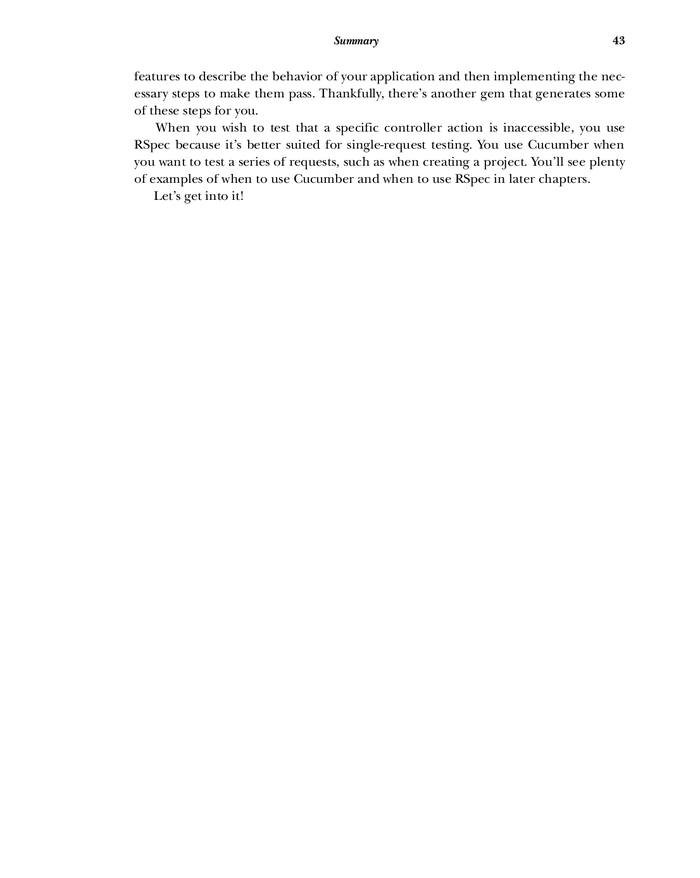 Summary 43
features to describe the behavior of your application and then implementing the nec-
essary steps to make them pass. Thankfully, there’s another gem that generates some
of these steps for you.
When you wish to test that a specific controller action is inaccessible, you use
RSpec because it’s better suited for single-request testing. You use Cucumber when
you want to test a series of requests, such as when creating a project. You’ll see plenty
of examples of when to use Cucumber and when to use RSpec in later chapters.
Let’s get into it!